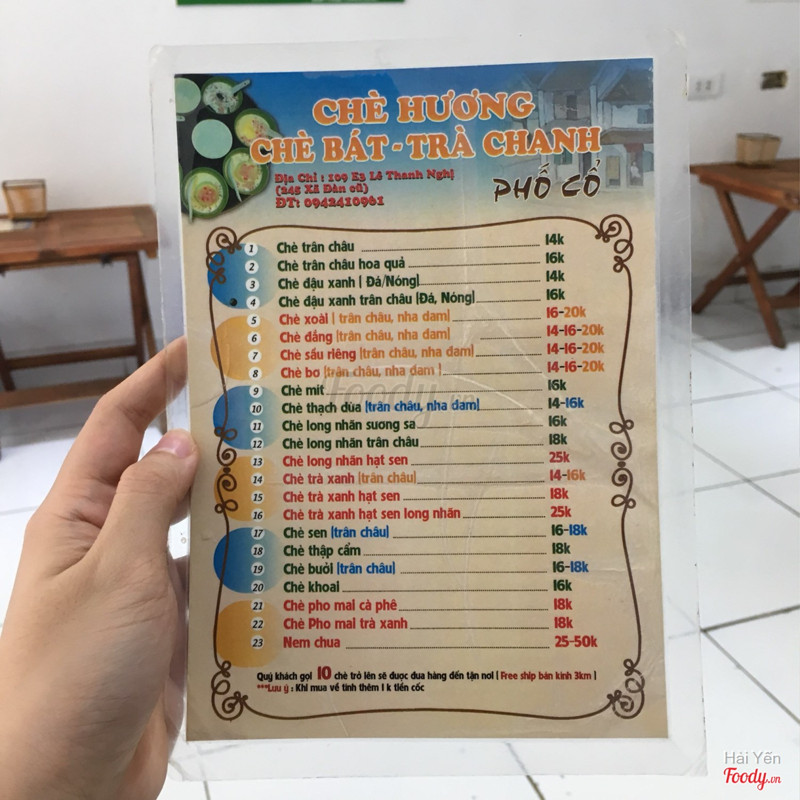 CHÈ HƯƠNG
CHÈ BÁT - TRÀ CHANH
PHỐ CỔ
Địa Chỉ : 109 E3 Lê Thanh Nghị
(245 Xã Đàn cũ)
ĐT: 0942410961
1 Chè trân châu 14k
2 Chè trân châu hoa quả 16k
3 Chè đậu xanh [ Đá/Nóng] 14k
4 Chè đậu xanh trân châu [Đá, Nóng] 16k
5 Chè xoài [ trân châu, nha đam] 16-20k
6 Chè đắng [trân châu, nha đam] 14-16-20k
7 Chè sầu riêng [trân châu, nha đam] 14-16-20k
8 Chè bơ [trân châu, nha đam ] 14-16-20k
9 Chè mít 16k
10 Chè thạch dừa [trân châu, nha đam] 14-16k
11 Chè long nhãn sương sa 16k
12 Chè long nhãn trân châu 18k
13 Chè long nhãn hạt sen 25k
14 Chè trà xanh [trân châu] 14-16k
15 Chè trà xanh hạt sen 18k
16 Chè trà xanh hạt sen long nhãn 25k
17 Chè sen [trân châu] 16-18k
18 Chè thập cẩm 18k
19 Chè bưởi [trân châu] 16-18k
20 Chè khoai 16k
21 Chè pho mai cà phê 18k
22 Chè Pho mai trà xanh 18k
23 Nem chua 25-50k
Quý khách gọi 10 chè trở lên sẽ được đưa hàng đến tận nơi [ Free ship bán kính 3km ]
***Lưu ý : Khi mua về tính thêm 1 k tiền cốc
Foody.vn
Hải Yến
Foody.vn